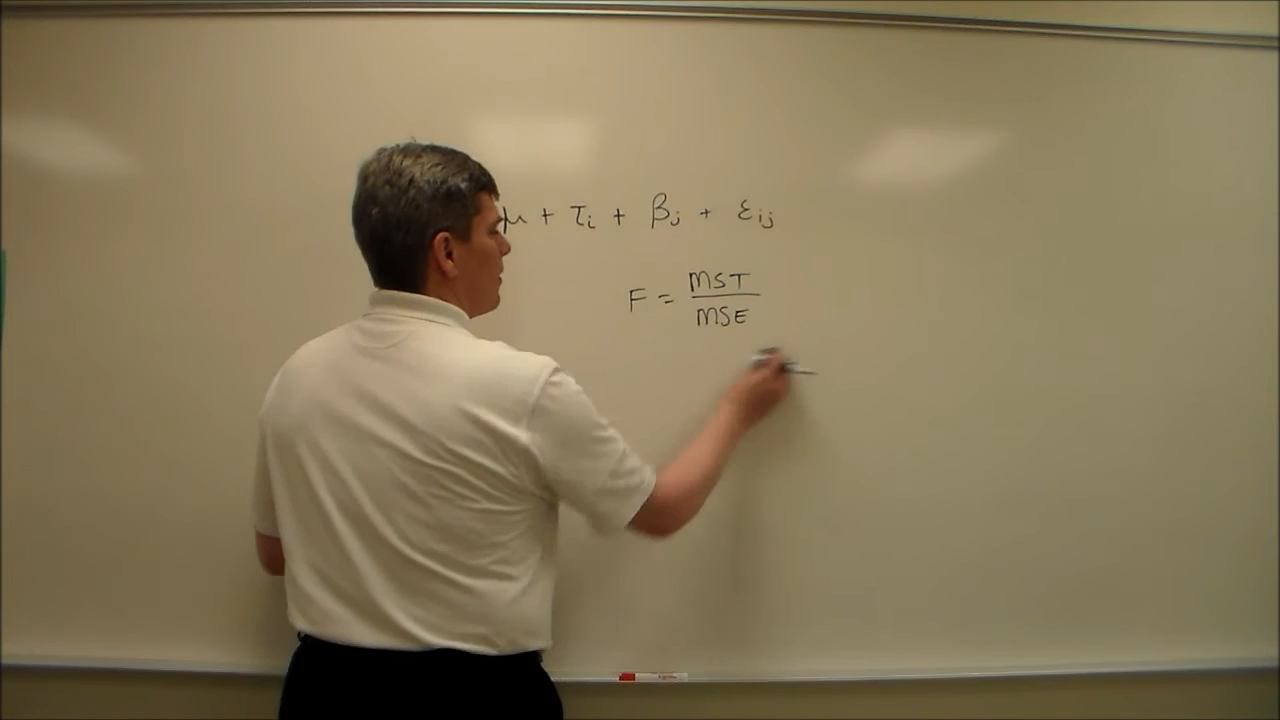 μ + τi + βj + εij
F = MST
MSE